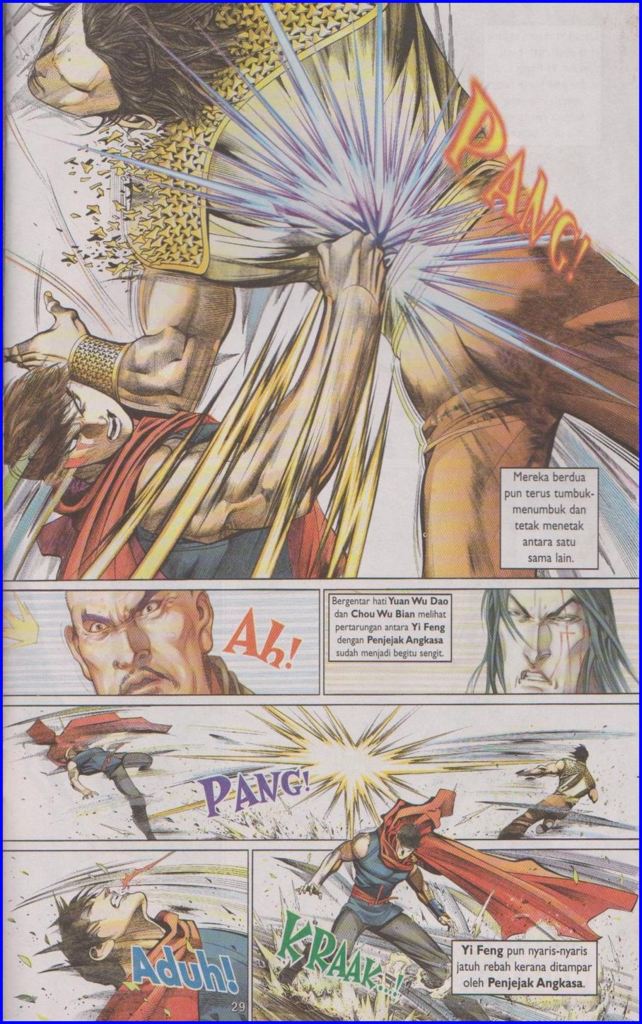 PANG!
Mereka berdua
pun terus tumbuk-
menumbuk dan
tetak menetak
antara satu
sama lain.
Ah!
Bergentar hati Yuan Wu Dao
dan Chou Wu Bian melihat
pertarungan antara Yi Feng
dengan Penjejak Angkasa
sudah menjadi begitu sengit.
PANG!
Aduh!
29
KRAAK..!
Yi Feng pun nyaris-nyaris
jatuh rebah kerana ditampar
oleh Penjejak Angkasa.